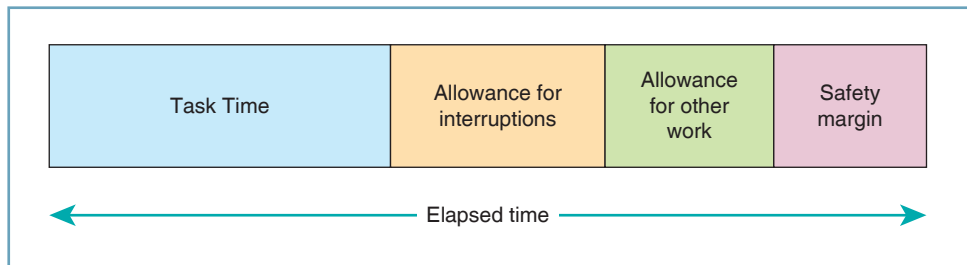 Task Time
Allowance for
interruptions
Allowance
for other
work
Safety
margin
Elapsed time